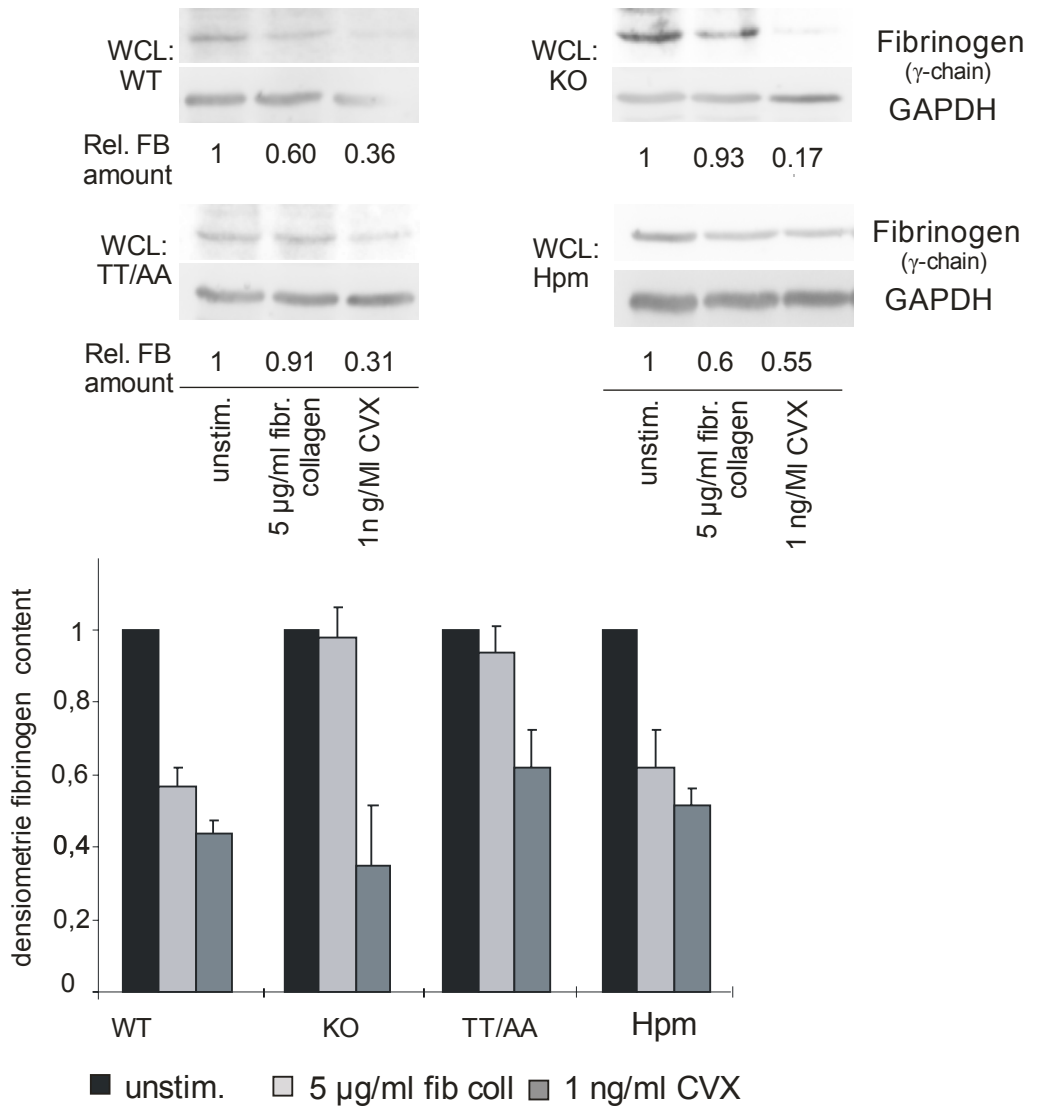 WCL:
WT
Rel. FB
amount
1 0.60 0.36
WCL:
KO
Fibrinogen
(γ-chain)
GAPDH
1 0.93 0.17
WCL:
TT/AA
Rel. FB
amount
1 0.91 0.31
WCL:
Hpm
Fibrinogen
(γ-chain)
GAPDH
1 0.6 0.55
unstim.
5 µg/ml fibr.
collagen
1n g/Ml CVX
unstim.
5 µg/ml fibr.
collagen
1 ng/Ml CVX
densiometrie fibrinogen content
1
0,8
0,6
0,4
0,2
0
WT KO TT/AA Hpm
unstim. 5 µg/ml fib coll 1 ng/ml CVX